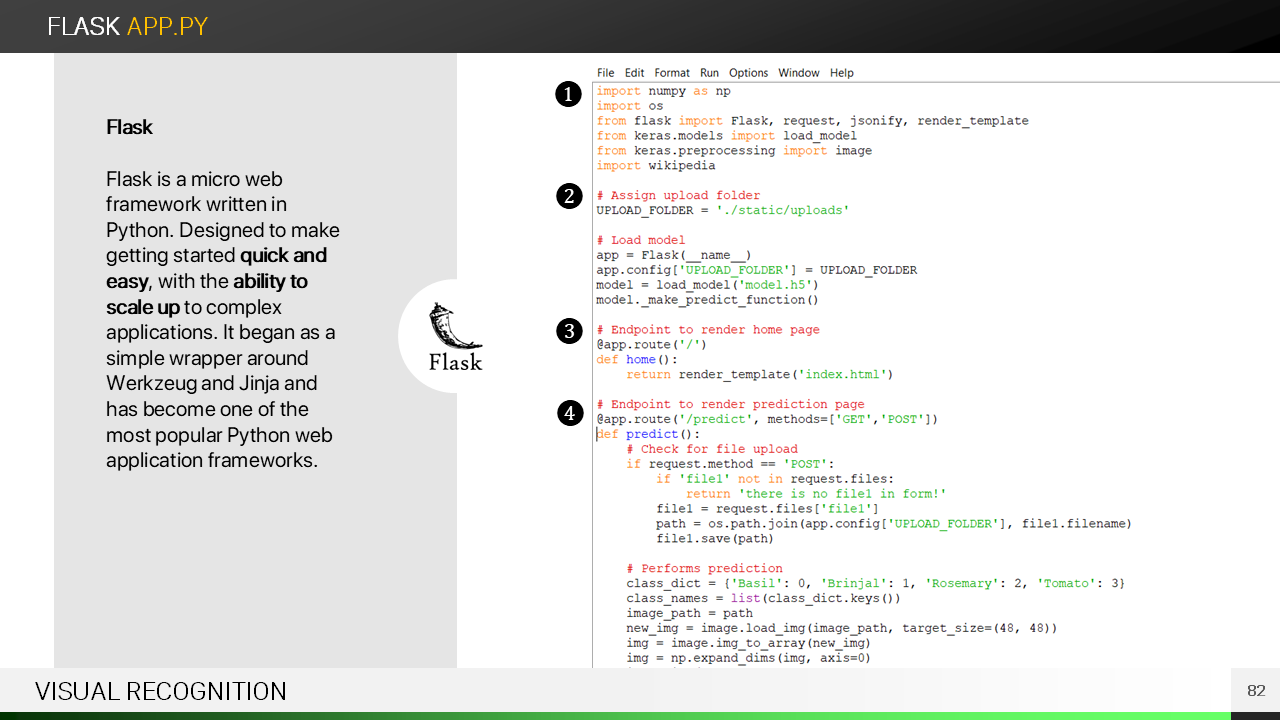 FLASK APP.PY
Flask
Flask is a micro web
framework written in
Python. Designed to make
getting started quick and
easy, with the ability to
scale up to complex
applications. It began as a
simple wrapper around
Werkzeug and Jinja and
has become one of the
most popular Python web
application frameworks.
Flask
File Edit Format Run Options Window Help
1
import numpy as np
import os
from flask import Flask, request, jsonify, render_template
from keras.models import load_model
from keras.preprocessing import image
import wikipedia
2
# Assign upload folder
UPLOAD_FOLDER = './static/uploads'
# Load model
app = Flask(__name__)
app.config['UPLOAD_FOLDER'] = UPLOAD_FOLDER
model = load_model('model.h5')
model._make_predict_function()
3
# Endpoint to render home page
@app.route('/')
def home():
    return render_template('index.html')
4
# Endpoint to render prediction page
@app.route('/predict', methods=['GET','POST'])
def predict():
    # Check for file upload
    if request.method == 'POST':
        if 'file1' not in request.files:
            return 'there is no file1 in form!'
        file1 = request.files['file1']
        path = os.path.join(app.config['UPLOAD_FOLDER'], file1.filename)
        file1.save(path)
    # Performs prediction
    class_dict = {'Basil': 0, 'Brinjal': 1, 'Rosemary': 2, 'Tomato': 3}
    class_names = list(class_dict.keys())
    image_path = path
    new_img = image.load_img(image_path, target_size=(48, 48))
    img = image.img_to_array(new_img)
    img = np.expand_dims(img, axis=0)
VISUAL RECOGNITION
82